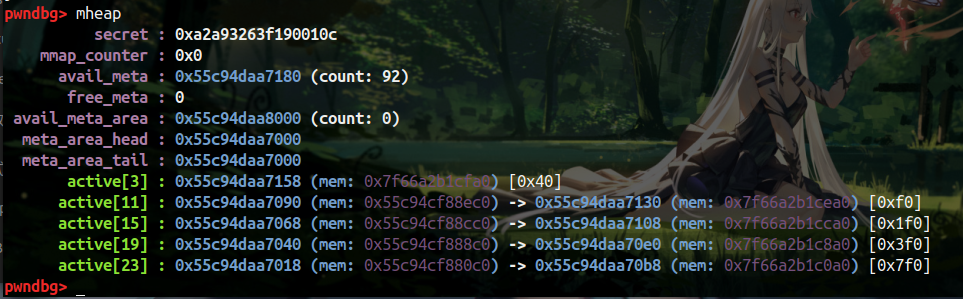 pwndbg> mheap
secret : 0xa2a93263f190010c
mmap_counter : 0x0
avail_meta : 0x55c94daa7180 (count: 92)
free_meta : 0
avail_meta_area : 0x55c94daa8000 (count: 0)
meta_area_head : 0x55c94daa7000
meta_area_tail : 0x55c94daa7000
active[3] : 0x55c94daa7158 (mem: 0x7f66a2b1cfa0) [0x40]
active[11] : 0x55c94daa7090 (mem: 0x55c94cf88ec0) -> 0x55c94daa7130 (mem: 0x7f66a2b1cea0) [0xf0]
active[15] : 0x55c94daa7068 (mem: 0x55c94cf88cc0) -> 0x55c94daa7108 (mem: 0x7f66a2b1cca0) [0x1f0]
active[19] : 0x55c94daa7040 (mem: 0x55c94cf888c0) -> 0x55c94daa70e0 (mem: 0x7f66a2b1c8a0) [0x3f0]
active[23] : 0x55c94daa7018 (mem: 0x55c94cf880c0) -> 0x55c94daa70b8 (mem: 0x7f66a2b1c0a0) [0x7f0]
pwndbg> _